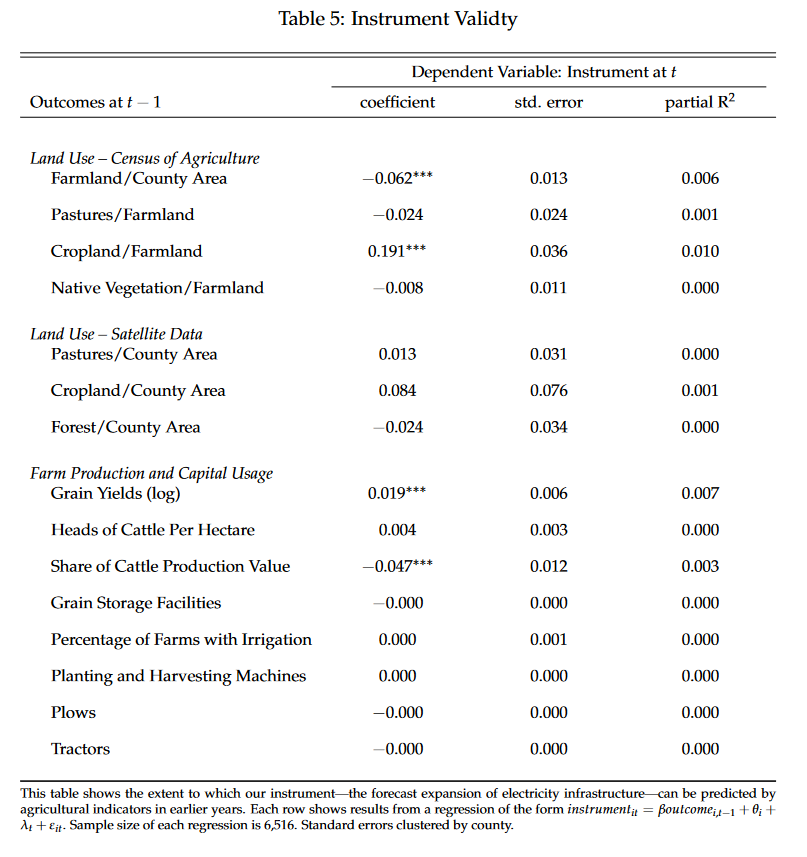 Table 5: Instrument Validty
Dependent Variable: Instrument at t
Outcomes at t − 1 coefficient std. error partial R²
Land Use – Census of Agriculture
Farmland/County Area −0.062*** 0.013 0.006
Pastures/Farmland −0.024 0.024 0.001
Cropland/Farmland 0.191*** 0.036 0.010
Native Vegetation/Farmland −0.008 0.011 0.000
Land Use – Satellite Data
Pastures/County Area 0.013 0.031 0.000
Cropland/County Area 0.084 0.076 0.001
Forest/County Area −0.024 0.034 0.000
Farm Production and Capital Usage
Grain Yields (log) 0.019*** 0.006 0.007
Heads of Cattle Per Hectare 0.004 0.003 0.000
Share of Cattle Production Value −0.047*** 0.012 0.003
Grain Storage Facilities −0.000 0.000 0.000
Percentage of Farms with Irrigation 0.000 0.001 0.000
Planting and Harvesting Machines 0.000 0.000 0.000
Plows −0.000 0.000 0.000
Tractors −0.000 0.000 0.000
This table shows the extent to which our instrument—the forecast expansion of electricity infrastructure—can be predicted by
agricultural indicators in earlier years. Each row shows results from a regression of the form instrument_it = βoutcome_i,t−1 + θ_i +
λ_t + ε_it. Sample size of each regression is 6,516. Standard errors clustered by county.